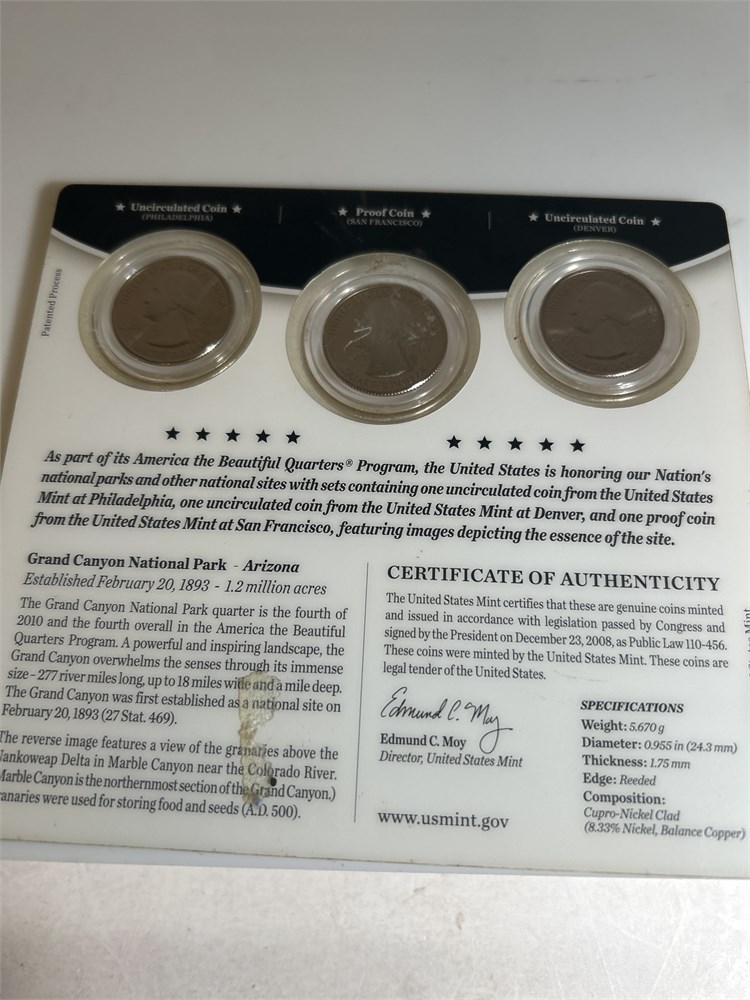 ★ Uncirculated Coin ★
(PHILADELPHIA)
★ Proof Coin ★
(SAN FRANCISCO)
★ Uncirculated Coin ★
(DENVER)
Patented Process
★ ★ ★ ★ ★
★ ★ ★ ★ ★
As part of its America the Beautiful Quarters® Program, the United States is honoring our Nation's
national parks and other national sites with sets containing one uncirculated coin from the United States
Mint at Philadelphia, one uncirculated coin from the United States Mint at Denver, and one proof coin
from the United States Mint at San Francisco, featuring images depicting the essence of the site.
Grand Canyon National Park - Arizona
Established February 20, 1893 - 1.2 million acres
The Grand Canyon National Park quarter is the fourth of
2010 and the fourth overall in the America the Beautiful
Quarters Program. A powerful and inspiring landscape, the
Grand Canyon overwhelms the senses through its immense
size - 277 river miles long, up to 18 miles wide and a mile deep.
The Grand Canyon was first established as a national site on
February 20, 1893 (27 Stat. 469).
The reverse image features a view of the granaries above the
Nankoweap Delta in Marble Canyon near the Colorado River.
Marble Canyon is the northernmost section of the Grand Canyon.)
anaries were used for storing food and seeds (A.D. 500).
CERTIFICATE OF AUTHENTICITY
The United States Mint certifies that these are genuine coins minted
and issued in accordance with legislation passed by Congress and
signed by the President on December 23, 2008, as Public Law 110-456.
These coins were minted by the United States Mint. These coins are
legal tender of the United States.
Edmund C. Moy
Edmund C. Moy
Director, United States Mint
www.usmint.gov
SPECIFICATIONS
Weight: 5.670 g
Diameter: 0.955 in (24.3 mm)
Thickness: 1.75 mm
Edge: Reeded
Composition:
Cupro-Nickel Clad
(8.33% Nickel, Balance Copper)
Mint